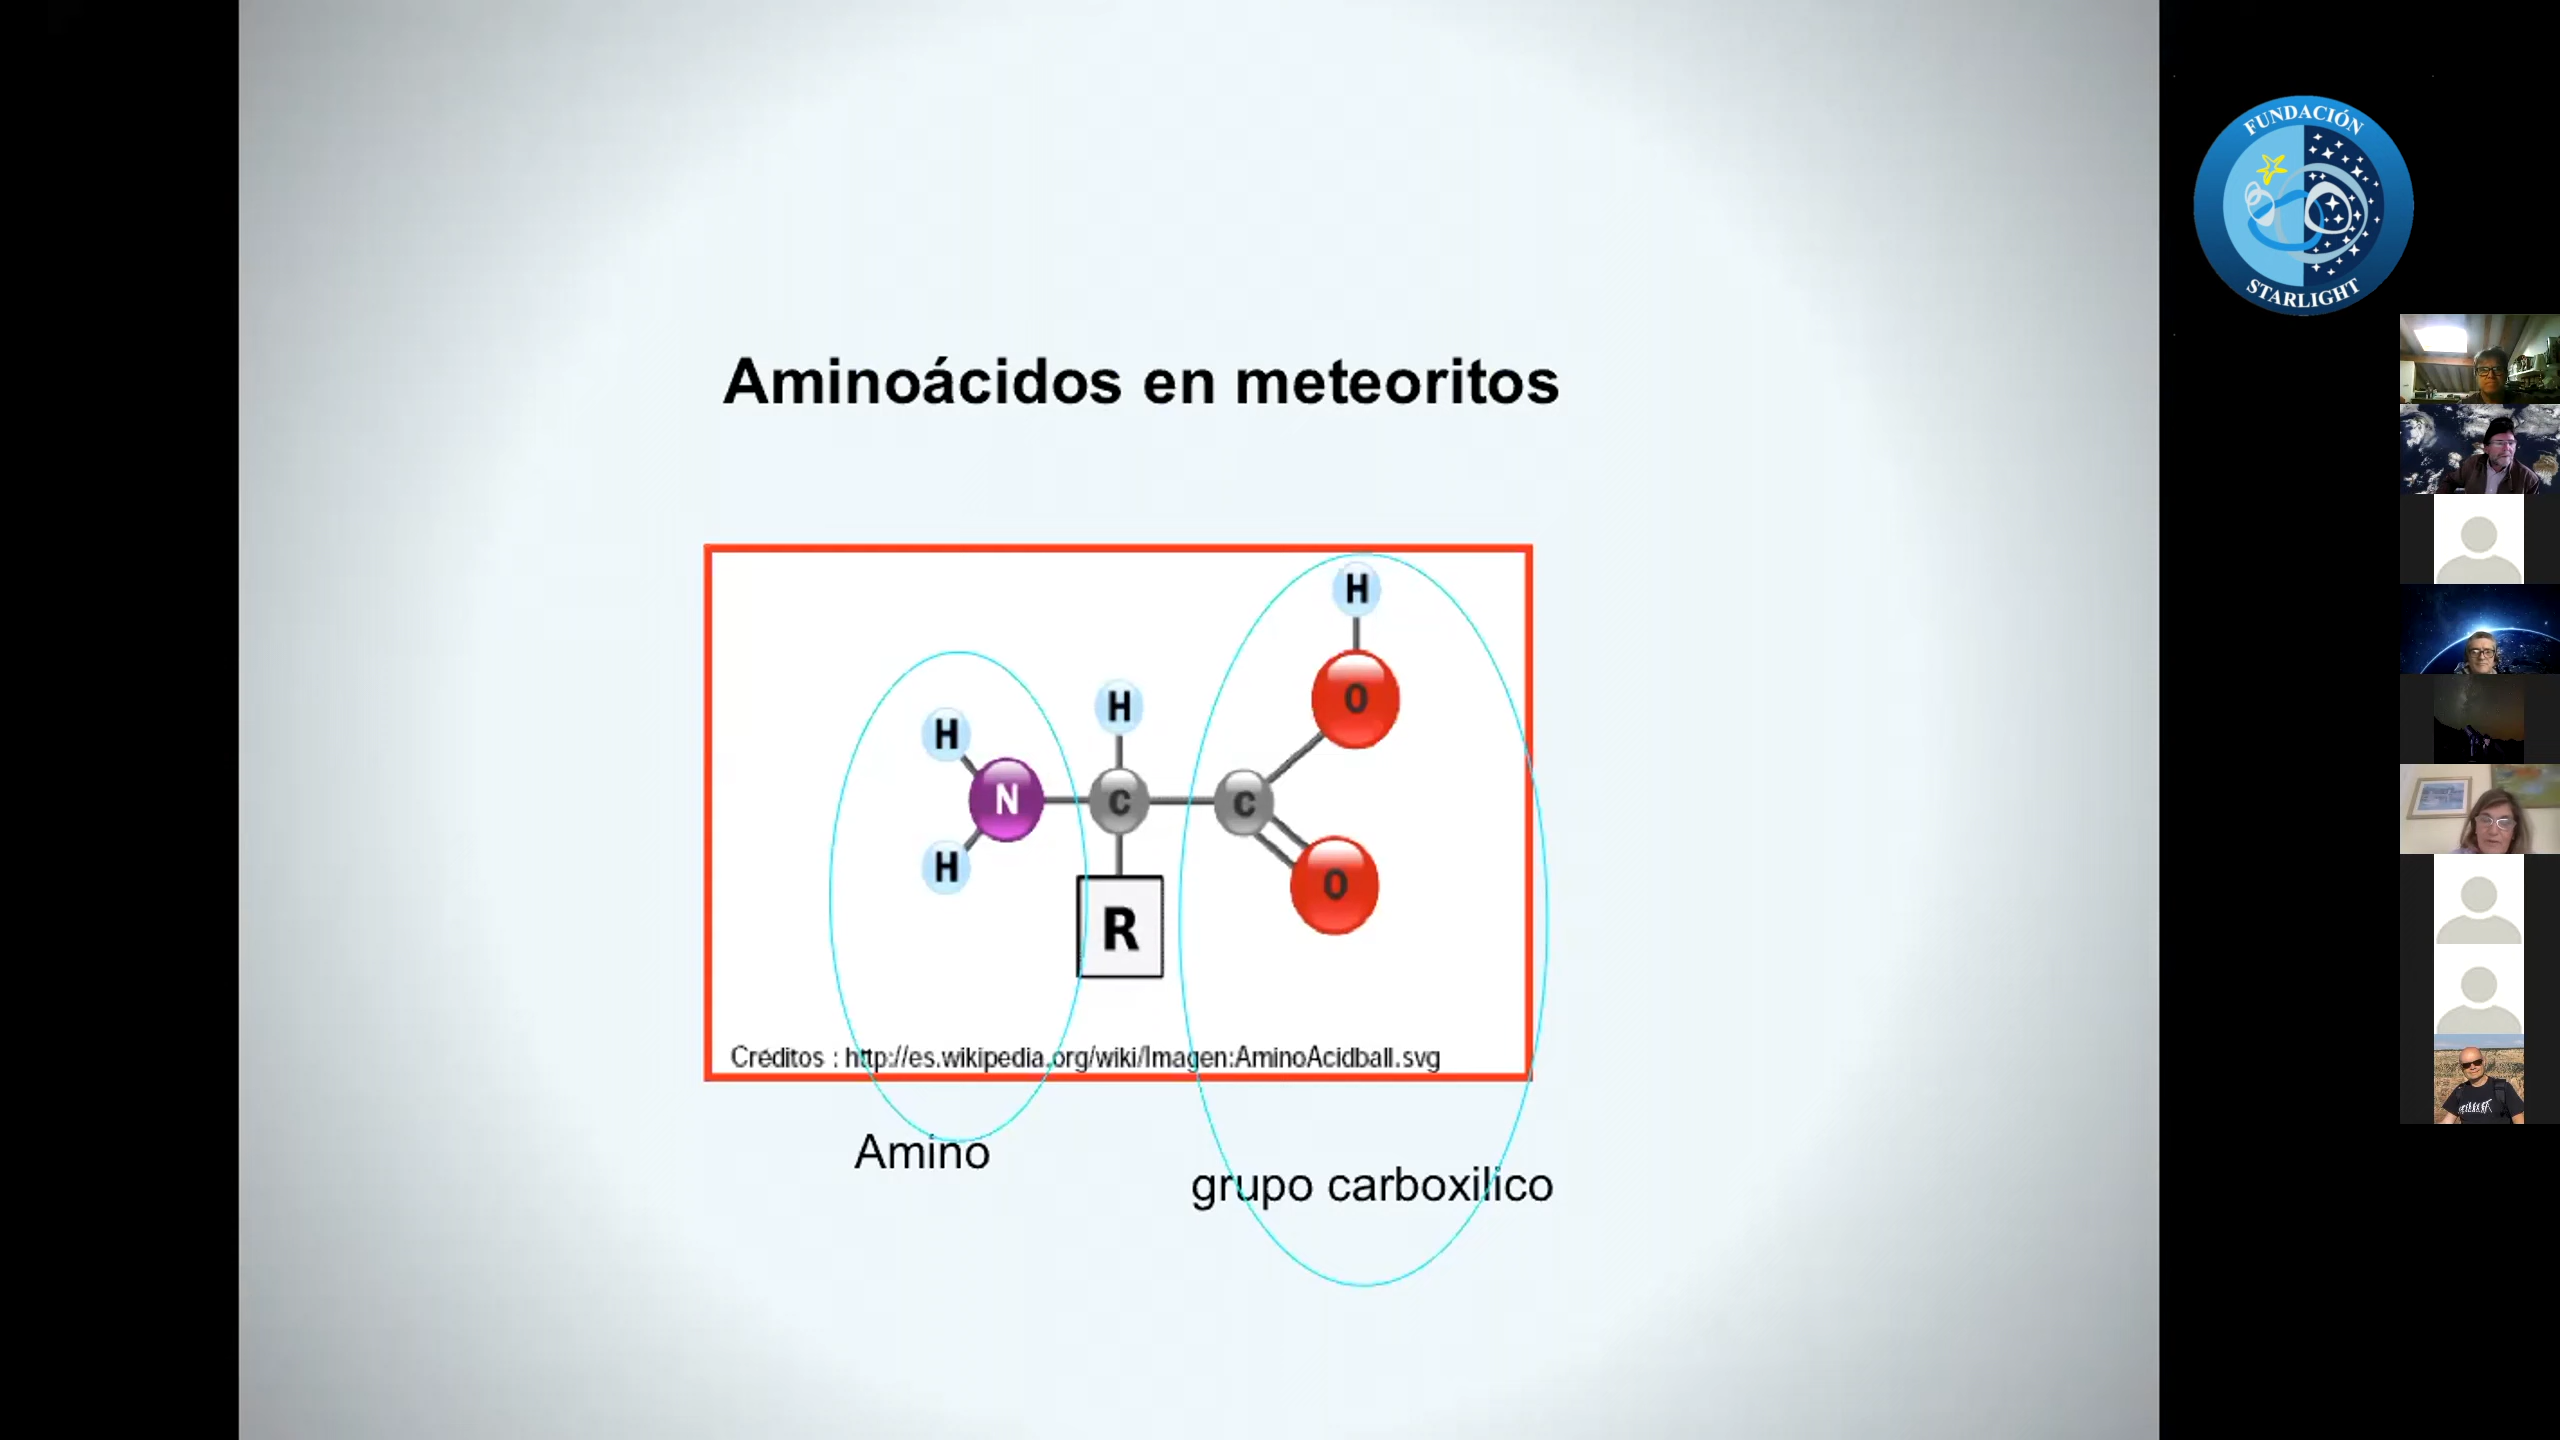 FUNDACIÓN
STARLIGHT
Aminoácidos en meteoritos
H
O
H
H
N
C
C
H
O
R
Créditos : http://es.wikipedia.org/wiki/Imagen:AminoAcidball.svg
Amino
grupo carboxilico